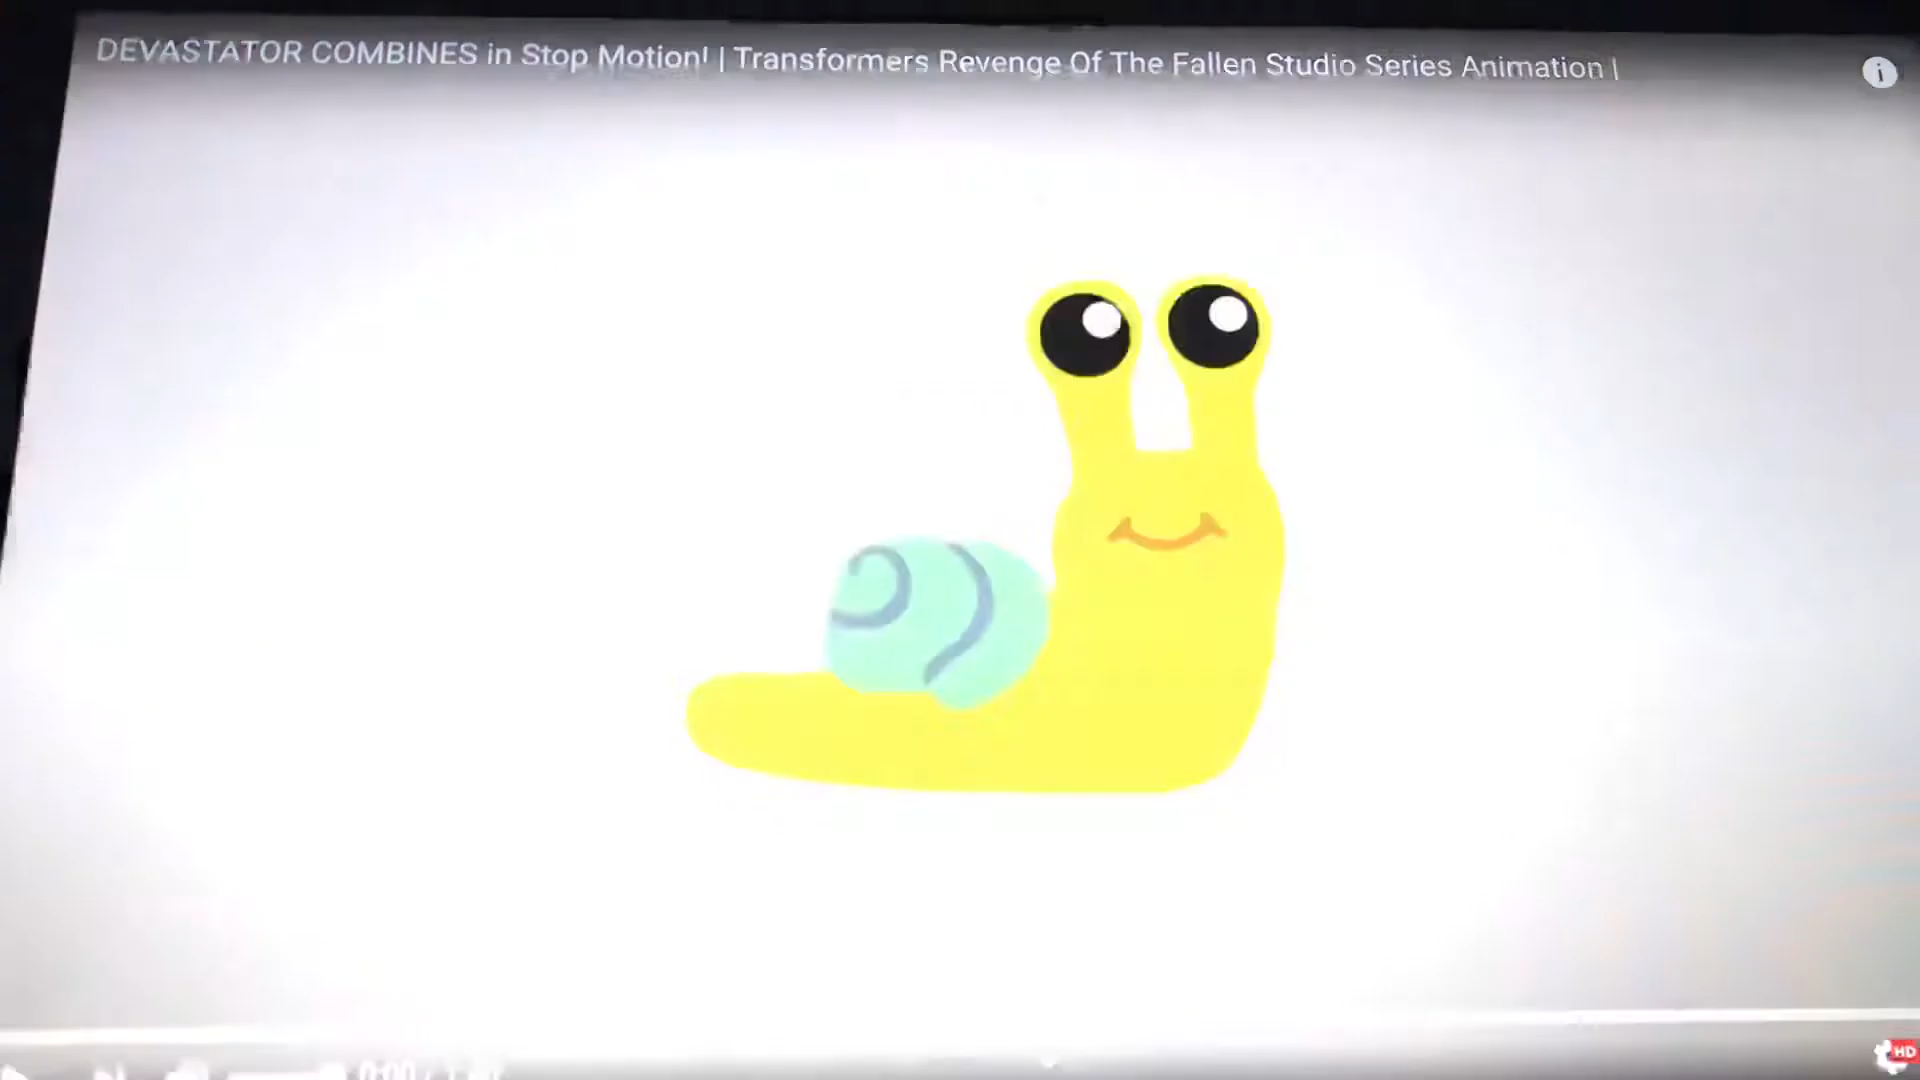 DEVASTATOR COMBINES in Stop Motion! | Transformers Revenge Of The Fallen Studio Series Animation |
i
HD